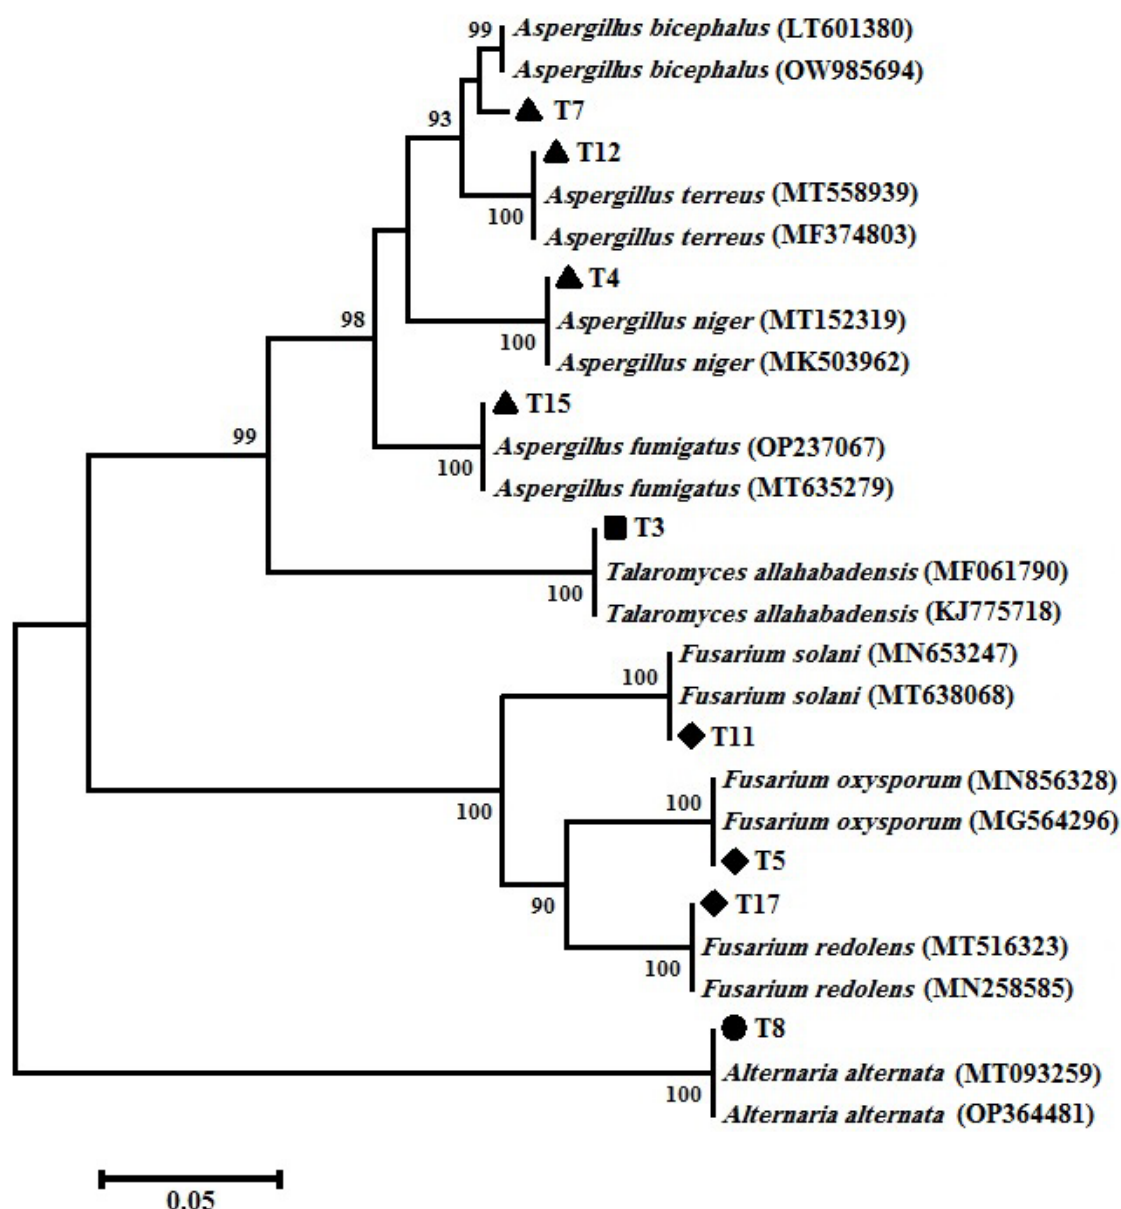 99
Aspergillus bicephalus (LT601380)
Aspergillus bicephalus (OW985694)
T7
93
T12
Aspergillus terreus (MT558939)
100
Aspergillus terreus (MF374803)
T4
98
Aspergillus niger (MT152319)
100
Aspergillus niger (MK503962)
T15
99
Aspergillus fumigatus (OP237067)
100
Aspergillus fumigatus (MT635279)
T3
Talaromyces allahabadensis (MF061790)
100
Talaromyces allahabadensis (KJ775718)
Fusarium solani (MN653247)
100
Fusarium solani (MT638068)
T11
Fusarium oxysporum (MN856328)
100
100
Fusarium oxysporum (MG564296)
T5
90
T17
Fusarium redolens (MT516323)
100
Fusarium redolens (MN258585)
T8
Alternaria alternata (MT093259)
100
Alternaria alternata (OP364481)
0.05